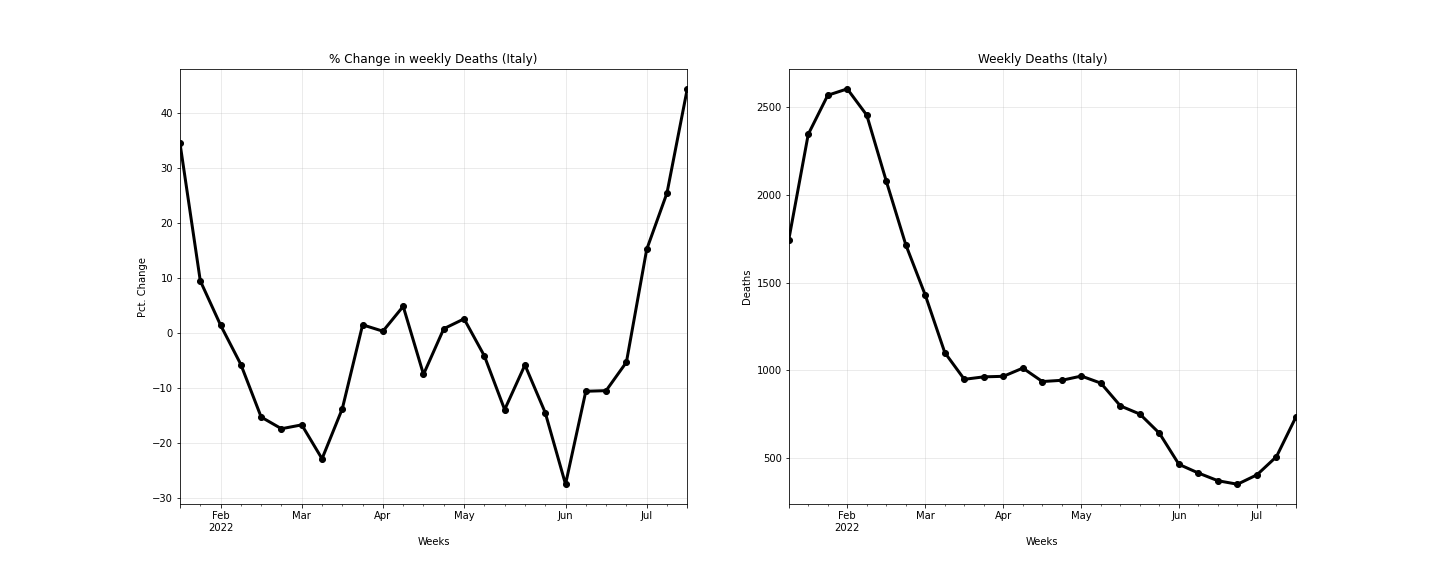 % Change in weekly Deaths (Italy)
Pct. Change
40
30
20
10
0
−10
−20
−30
Feb Mar Apr May Jun Jul
2022
Weeks
Weekly Deaths (Italy)
Deaths
2500
2000
1500
1000
500
Feb Mar Apr May Jun Jul
2022
Weeks